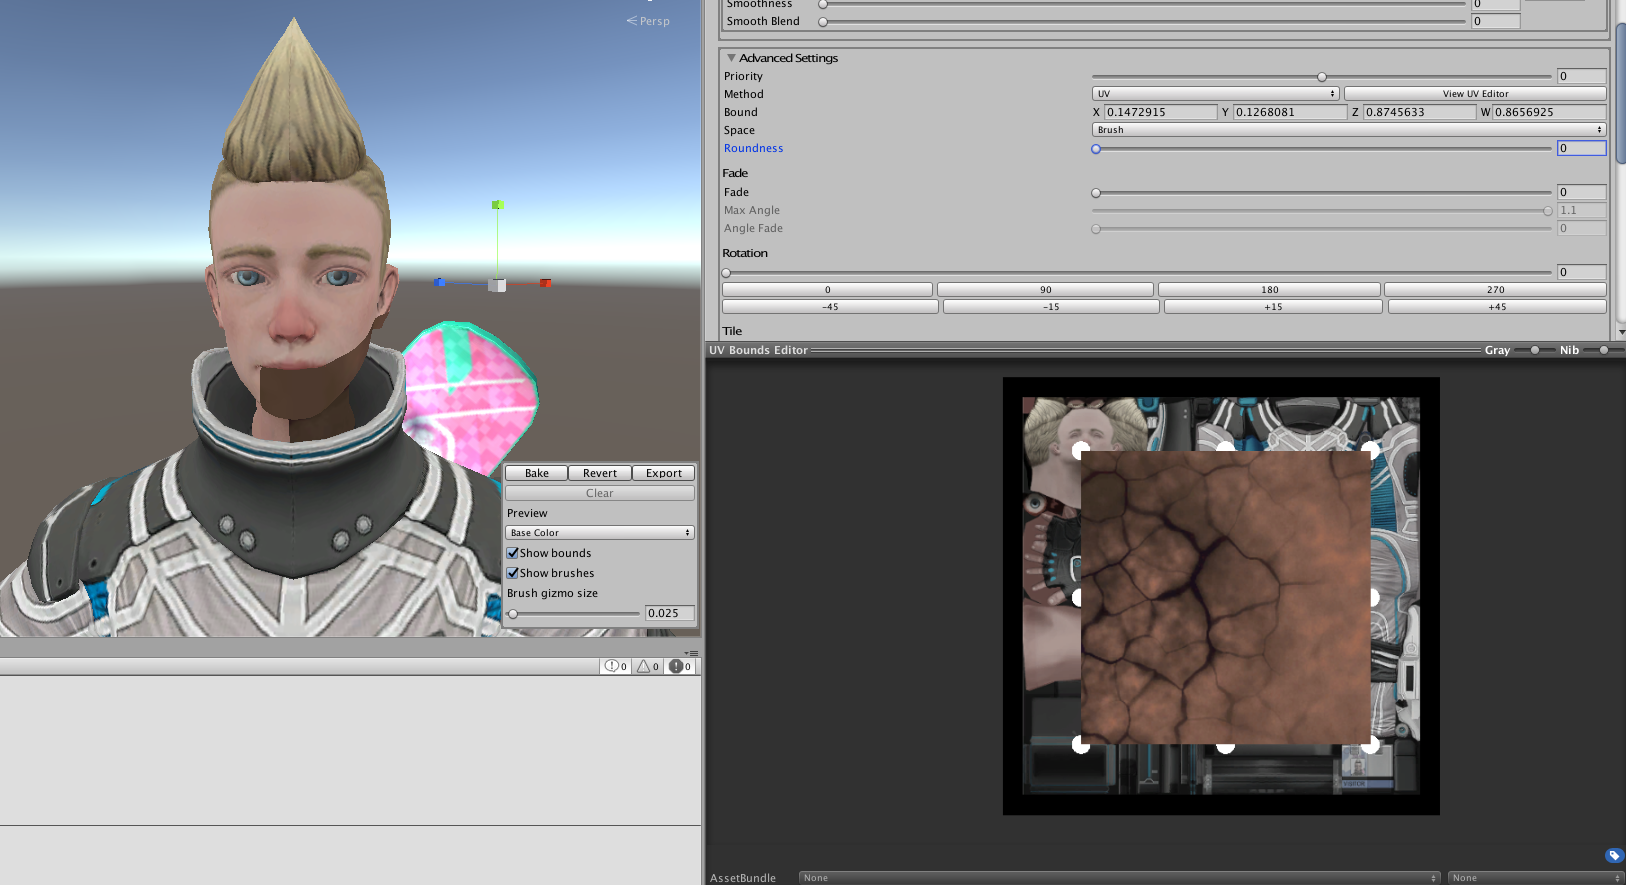 Persp
Smoothness 0
Smooth Blend 0
Advanced Settings
Priority 0
Method UV View UV Editor
Bound X 0.1472915 Y 0.1268081 Z 0.8745633 W 0.8656925
Space Brush
Roundness 0
Fade
Fade 0
Max Angle 1.1
Angle Fade 0
Rotation
0
0 90 180 270
-45 -15 +15 +45
Tile
UV Bounds Editor Gray Nib
Bake Revert Export
Clear
Preview
Base Color
Show bounds
Show brushes
Brush gizmo size
0.025
0 0 0
AssetBundle None None